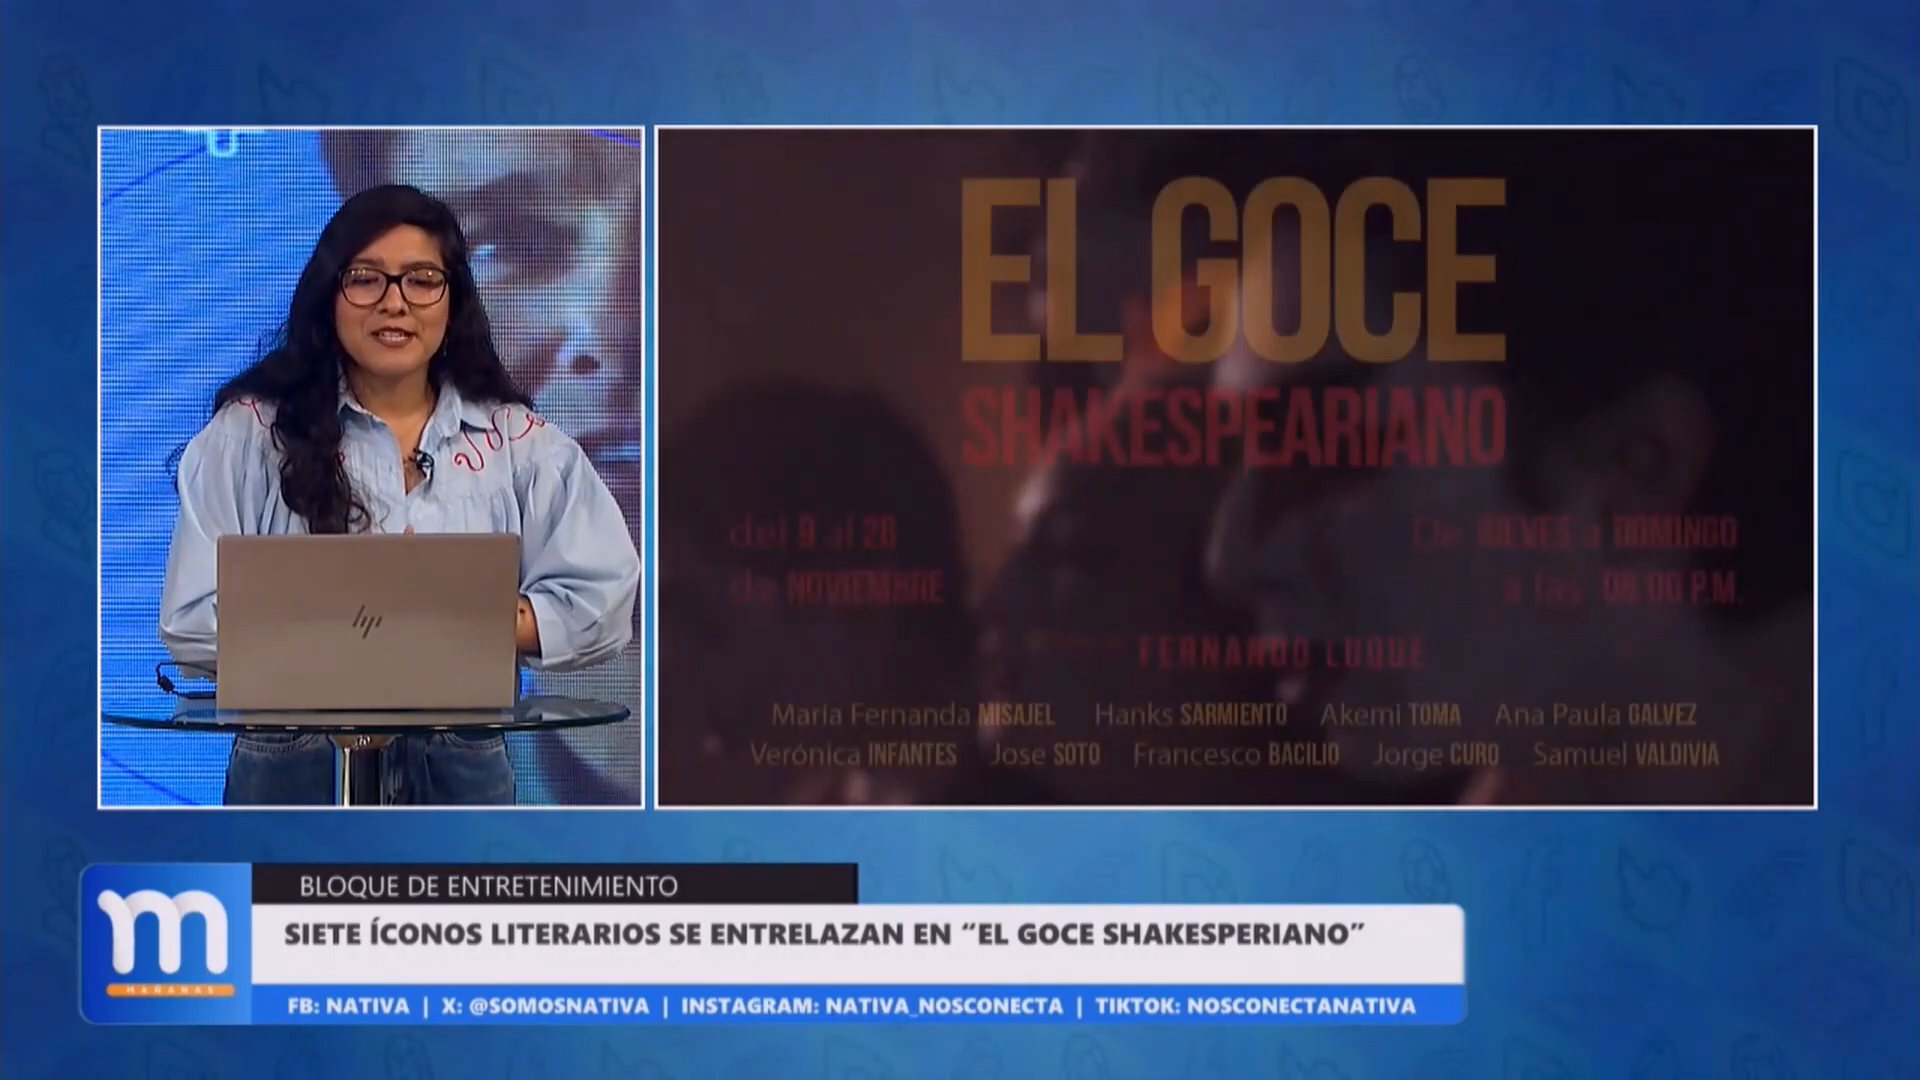 EL GOCE
SHAKESPEARIANO
del 9 al 26
de NOVIEMBRE
De JUEVES a DOMINGO
a las 08:00 P.M.
FERNANDO LUQUE
María Fernanda MISAJEL Hanks SARMIENTO Akemi TOMA Ana Paula GALVEZ
Verónica INFANTES Jose SOTO Francesco BACILIO Jorge CURO Samuel VALDIVIA
hp
m
MAÑANAS
BLOQUE DE ENTRETENIMIENTO
SIETE ÍCONOS LITERARIOS SE ENTRELAZAN EN “EL GOCE SHAKESPERIANO”
FB: NATIVA | X: @SOMOSNATIVA | INSTAGRAM: NATIVA_NOSCONECTA | TIKTOK: NOSCONECTANATIVA